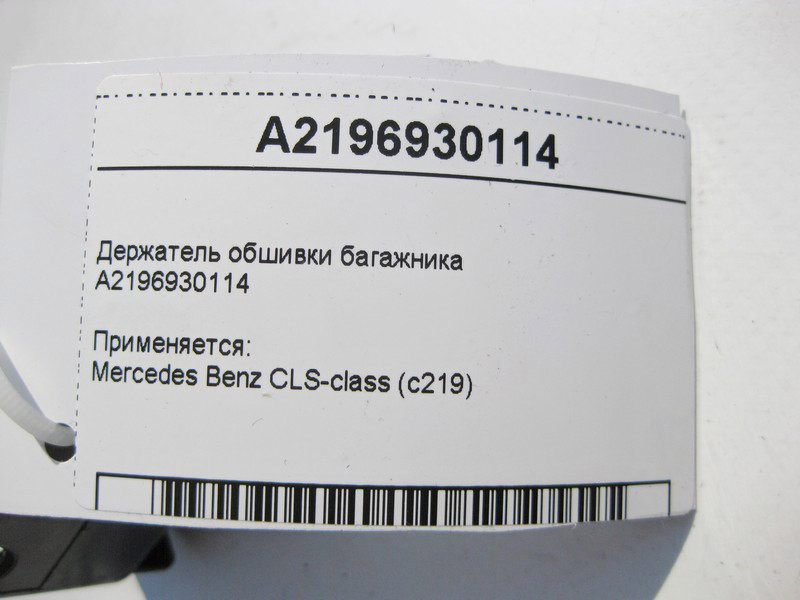 A2196930114
Держатель обшивки багажника
A2196930114
Применяется:
Mercedes Benz CLS-class (c219)